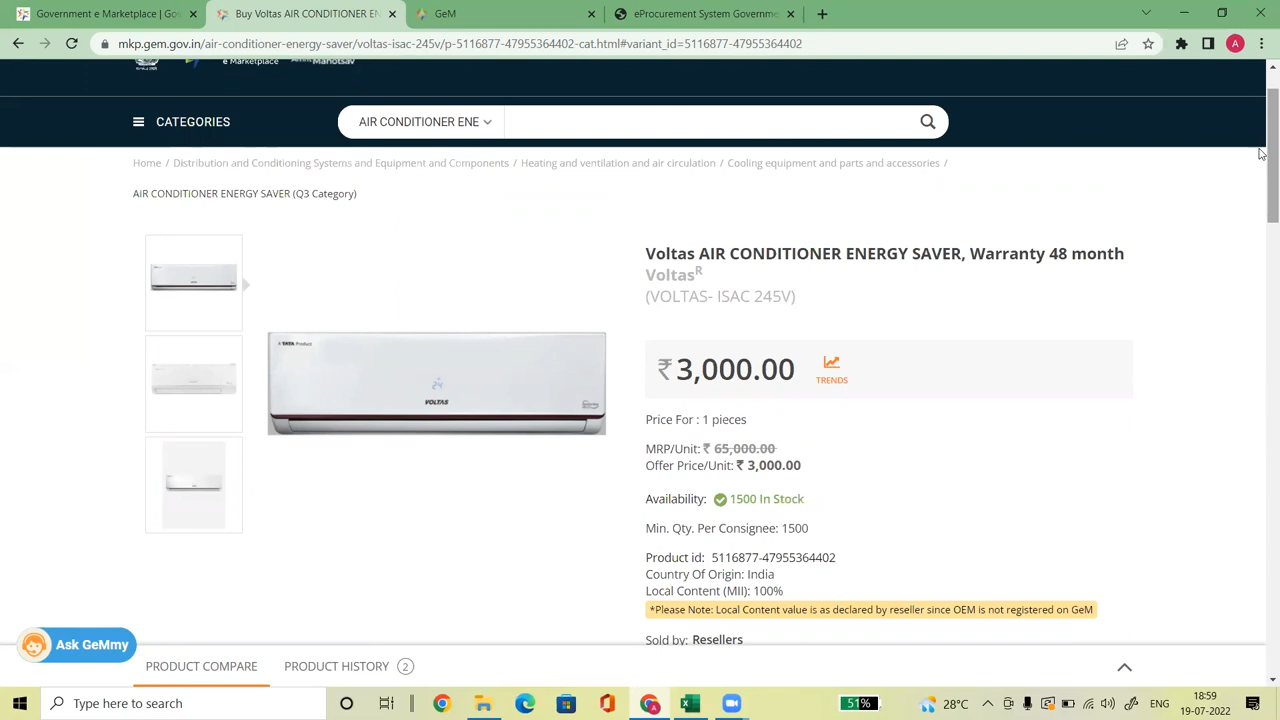 Government e Marketplace | Go
Buy Voltas AIR CONDITIONER EN
GeM
eProcurement System Governme
mkp.gem.gov.in/air-conditioner-energy-saver/voltas-isac-245v/p-5116877-47955364402-cat.html#variant_id=5116877-47955364402
A
e Marketplace
CATEGORIES
AIR CONDITIONER ENE
Home / Distribution and Conditioning Systems and Equipment and Components / Heating and ventilation and air circulation / Cooling equipment and parts and accessories /
AIR CONDITIONER ENERGY SAVER (Q3 Category)
Voltas AIR CONDITIONER ENERGY SAVER, Warranty 48 month
Voltas R
(VOLTAS- ISAC 245V)
A TATA Product
24
VOLTAS
₹ 3,000.00
TRENDS
Price For : 1 pieces
MRP/Unit: ₹ 65,000.00
Offer Price/Unit: ₹ 3,000.00
Availability: 1500 In Stock
Min. Qty. Per Consignee: 1500
Product id: 5116877-47955364402
Country Of Origin: India
Local Content (MII): 100%
*Please Note: Local Content value is as declared by reseller since OEM is not registered on GeM
Sold by: Resellers
Ask GeMmy
PRODUCT COMPARE
PRODUCT HISTORY 2
Type here to search
51%
28°C
ENG
18:59
19-07-2022